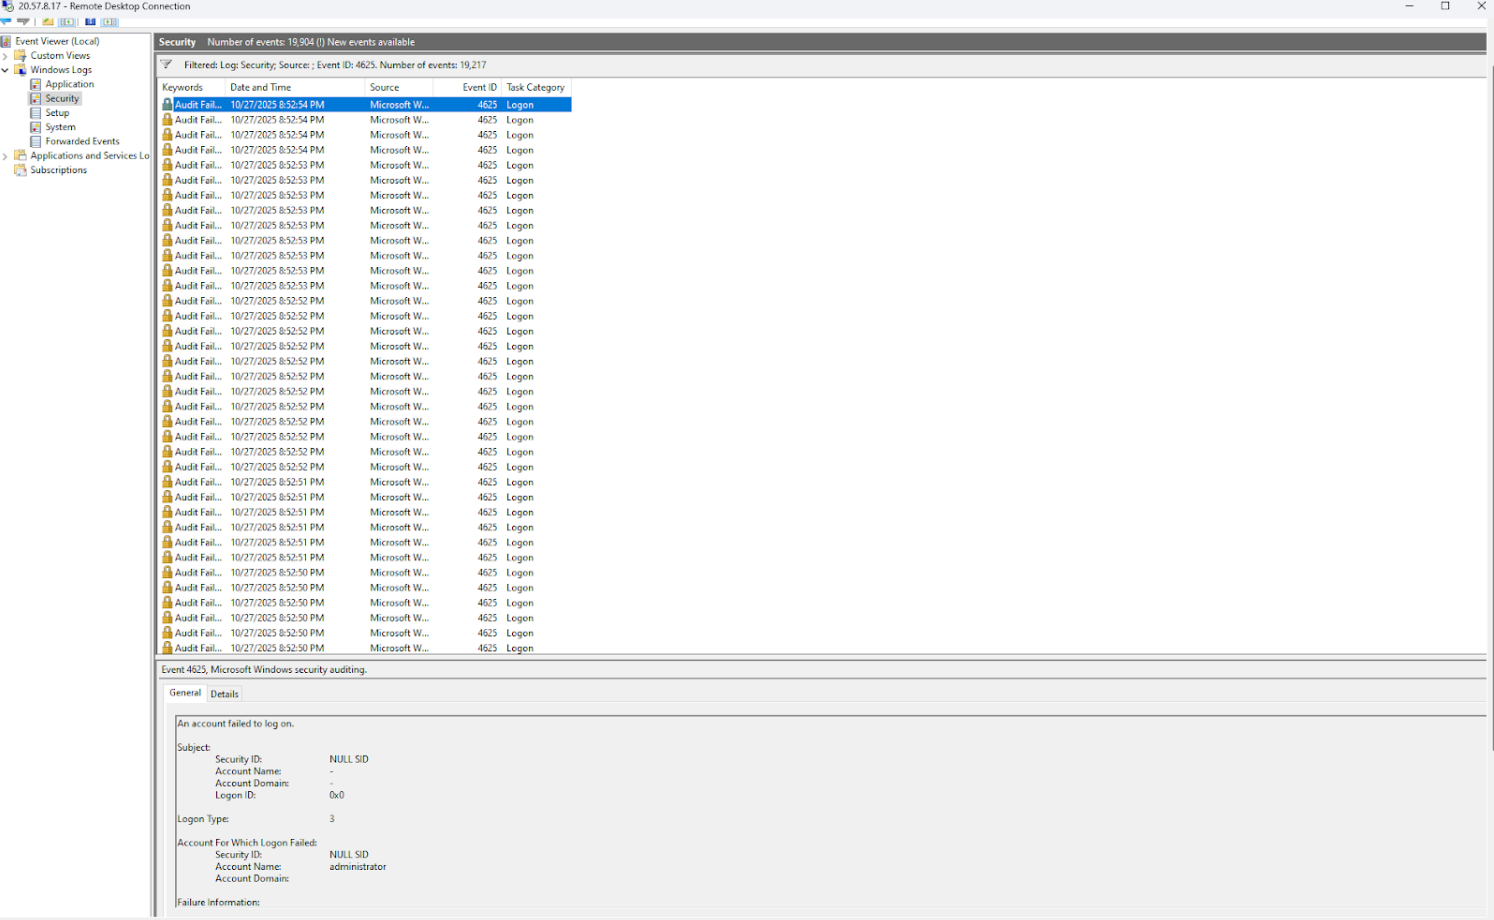 20.57.8.17 - Remote Desktop Connection
Event Viewer (Local)
Custom Views
Windows Logs
Application
Security
Setup
System
Forwarded Events
Applications and Services Lo
Subscriptions
Security Number of events: 19,904 (!) New events available
Filtered: Log: Security; Source: ; Event ID: 4625. Number of events: 19,217
Keywords Date and Time Source Event ID Task Category
Audit Fail... 10/27/2025 8:52:54 PM Microsoft W... 4625 Logon
Audit Fail... 10/27/2025 8:52:54 PM Microsoft W... 4625 Logon
Audit Fail... 10/27/2025 8:52:54 PM Microsoft W... 4625 Logon
Audit Fail... 10/27/2025 8:52:54 PM Microsoft W... 4625 Logon
Audit Fail... 10/27/2025 8:52:53 PM Microsoft W... 4625 Logon
Audit Fail... 10/27/2025 8:52:53 PM Microsoft W... 4625 Logon
Audit Fail... 10/27/2025 8:52:53 PM Microsoft W... 4625 Logon
Audit Fail... 10/27/2025 8:52:53 PM Microsoft W... 4625 Logon
Audit Fail... 10/27/2025 8:52:53 PM Microsoft W... 4625 Logon
Audit Fail... 10/27/2025 8:52:53 PM Microsoft W... 4625 Logon
Audit Fail... 10/27/2025 8:52:53 PM Microsoft W... 4625 Logon
Audit Fail... 10/27/2025 8:52:53 PM Microsoft W... 4625 Logon
Audit Fail... 10/27/2025 8:52:53 PM Microsoft W... 4625 Logon
Audit Fail... 10/27/2025 8:52:52 PM Microsoft W... 4625 Logon
Audit Fail... 10/27/2025 8:52:52 PM Microsoft W... 4625 Logon
Audit Fail... 10/27/2025 8:52:52 PM Microsoft W... 4625 Logon
Audit Fail... 10/27/2025 8:52:52 PM Microsoft W... 4625 Logon
Audit Fail... 10/27/2025 8:52:52 PM Microsoft W... 4625 Logon
Audit Fail... 10/27/2025 8:52:52 PM Microsoft W... 4625 Logon
Audit Fail... 10/27/2025 8:52:52 PM Microsoft W... 4625 Logon
Audit Fail... 10/27/2025 8:52:52 PM Microsoft W... 4625 Logon
Audit Fail... 10/27/2025 8:52:52 PM Microsoft W... 4625 Logon
Audit Fail... 10/27/2025 8:52:52 PM Microsoft W... 4625 Logon
Audit Fail... 10/27/2025 8:52:52 PM Microsoft W... 4625 Logon
Audit Fail... 10/27/2025 8:52:52 PM Microsoft W... 4625 Logon
Audit Fail... 10/27/2025 8:52:51 PM Microsoft W... 4625 Logon
Audit Fail... 10/27/2025 8:52:51 PM Microsoft W... 4625 Logon
Audit Fail... 10/27/2025 8:52:51 PM Microsoft W... 4625 Logon
Audit Fail... 10/27/2025 8:52:51 PM Microsoft W... 4625 Logon
Audit Fail... 10/27/2025 8:52:51 PM Microsoft W... 4625 Logon
Audit Fail... 10/27/2025 8:52:51 PM Microsoft W... 4625 Logon
Audit Fail... 10/27/2025 8:52:50 PM Microsoft W... 4625 Logon
Audit Fail... 10/27/2025 8:52:50 PM Microsoft W... 4625 Logon
Audit Fail... 10/27/2025 8:52:50 PM Microsoft W... 4625 Logon
Audit Fail... 10/27/2025 8:52:50 PM Microsoft W... 4625 Logon
Audit Fail... 10/27/2025 8:52:50 PM Microsoft W... 4625 Logon
Audit Fail... 10/27/2025 8:52:50 PM Microsoft W... 4625 Logon
Event 4625, Microsoft Windows security auditing.
General Details
An account failed to log on.
Subject:
Security ID: NULL SID
Account Name: -
Account Domain: -
Logon ID: 0x0
Logon Type: 3
Account For Which Logon Failed:
Security ID: NULL SID
Account Name: administrator
Account Domain:
Failure Information: